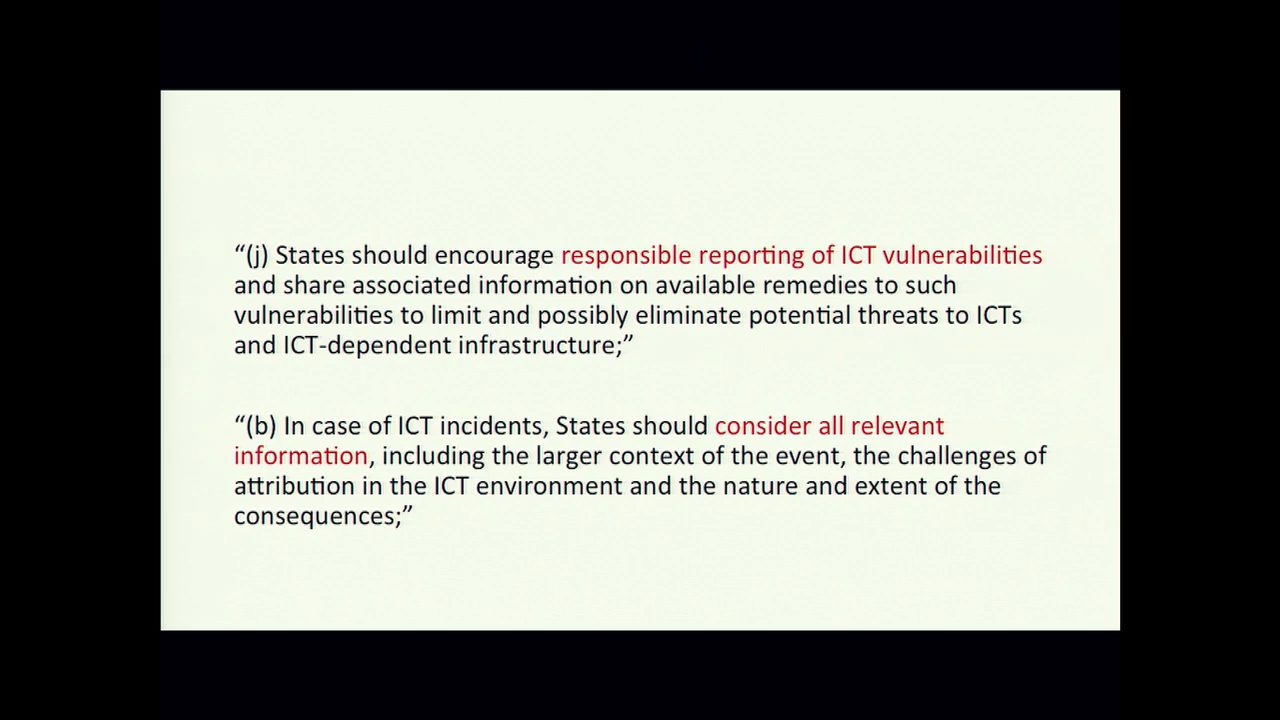 “(j) States should encourage responsible reporting of ICT vulnerabilities
and share associated information on available remedies to such
vulnerabilities to limit and possibly eliminate potential threats to ICTs
and ICT-dependent infrastructure;”
“(b) In case of ICT incidents, States should consider all relevant
information, including the larger context of the event, the challenges of
attribution in the ICT environment and the nature and extent of the
consequences;”